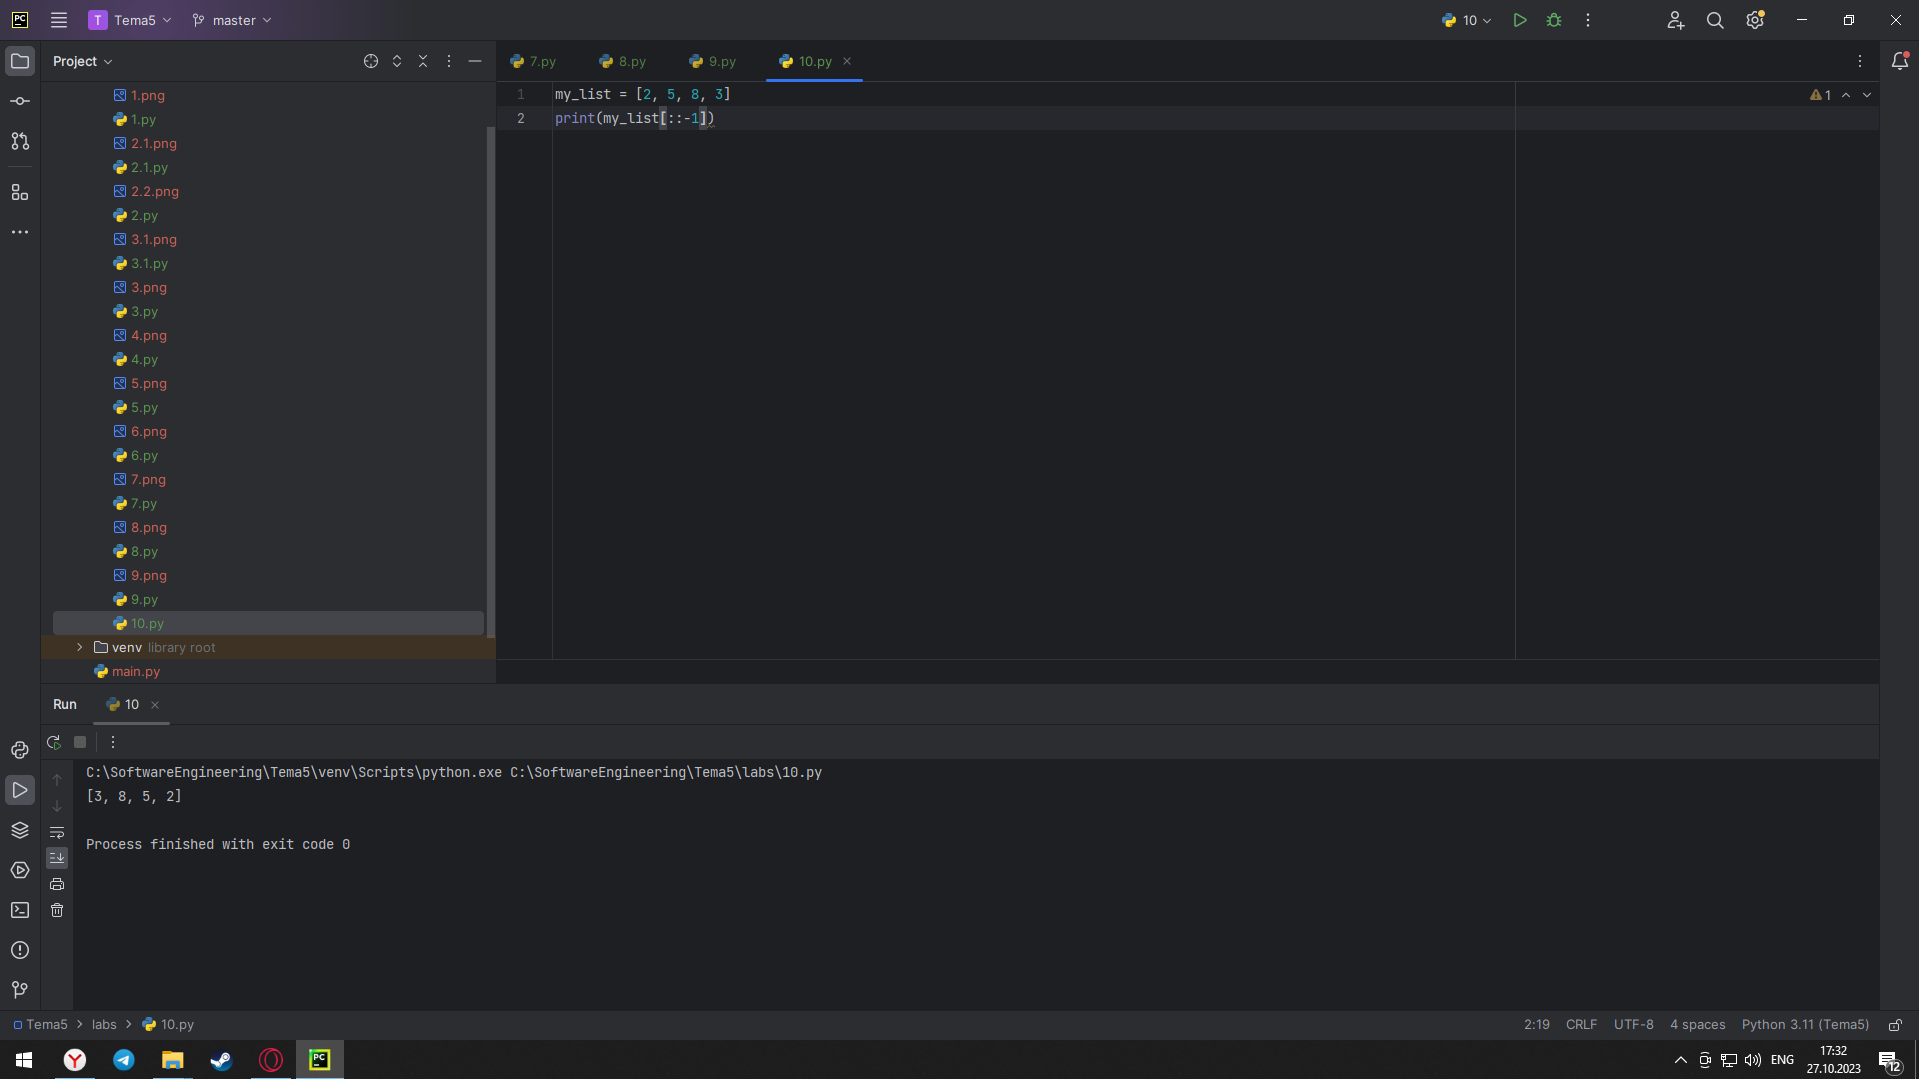 PC
T Tema5 master 10
Project
7.py 8.py 9.py 10.py
1.png
1.py
2.1.png
2.1.py
2.2.png
2.py
3.1.png
3.1.py
3.png
3.py
4.png
4.py
5.png
5.py
6.png
6.py
7.png
7.py
8.png
8.py
9.png
9.py
10.py
venv library root
main.py
1 my_list = [2, 5, 8, 3]
2 print(my_list[::-1])
1
Run 10
C:\SoftwareEngineering\Tema5\venv\Scripts\python.exe C:\SoftwareEngineering\Tema5\labs\10.py
[3, 8, 5, 2]
Process finished with exit code 0
Tema5 labs 10.py 2:19 CRLF UTF-8 4 spaces Python 3.11 (Tema5)
Y PC ENG 17:32
27.10.2023
12